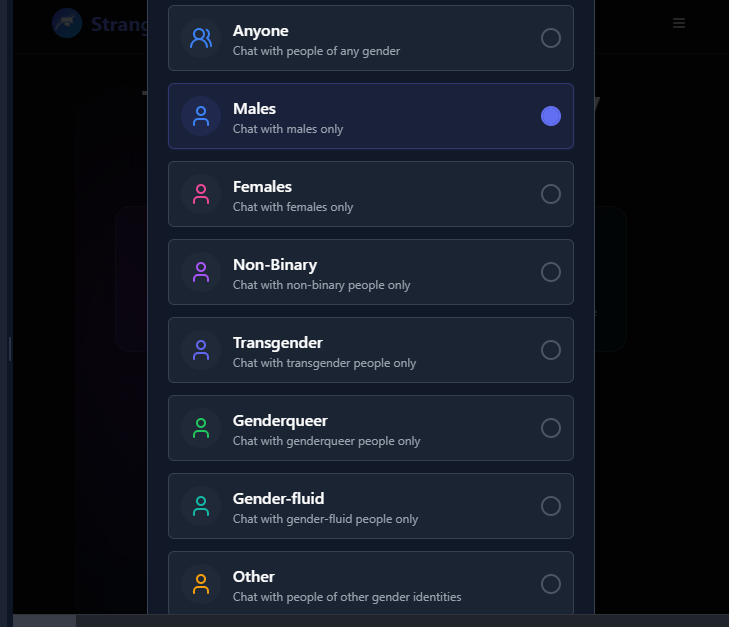 Strang
Anyone
Chat with people of any gender
Males
Chat with males only
Females
Chat with females only
Non-Binary
Chat with non-binary people only
Transgender
Chat with transgender people only
Genderqueer
Chat with genderqueer people only
Gender-fluid
Chat with gender-fluid people only
Other
Chat with people of other gender identities